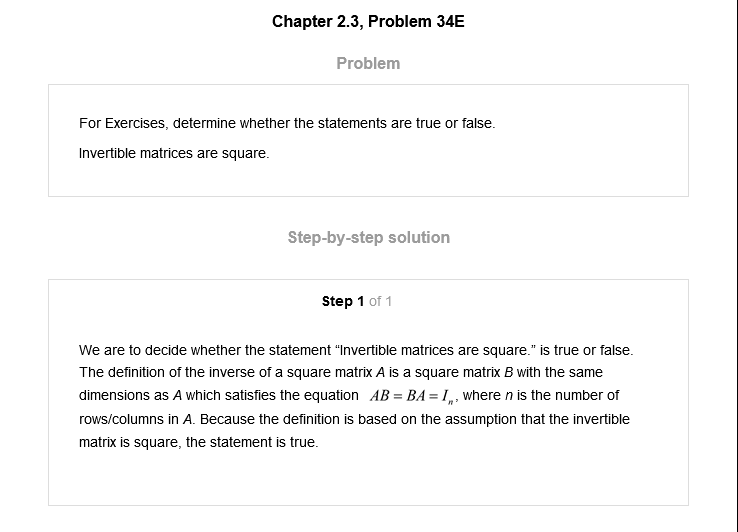 Chapter 2.3, Problem 34E
Problem
For Exercises, determine whether the statements are true or false.
Invertible matrices are square.
Step-by-step solution
Step 1 of 1
We are to decide whether the statement “Invertible matrices are square.” is true or false.
The definition of the inverse of a square matrix A is a square matrix B with the same
dimensions as A which satisfies the equation AB = BA = Iₙ, where n is the number of
rows/columns in A. Because the definition is based on the assumption that the invertible
matrix is square, the statement is true.